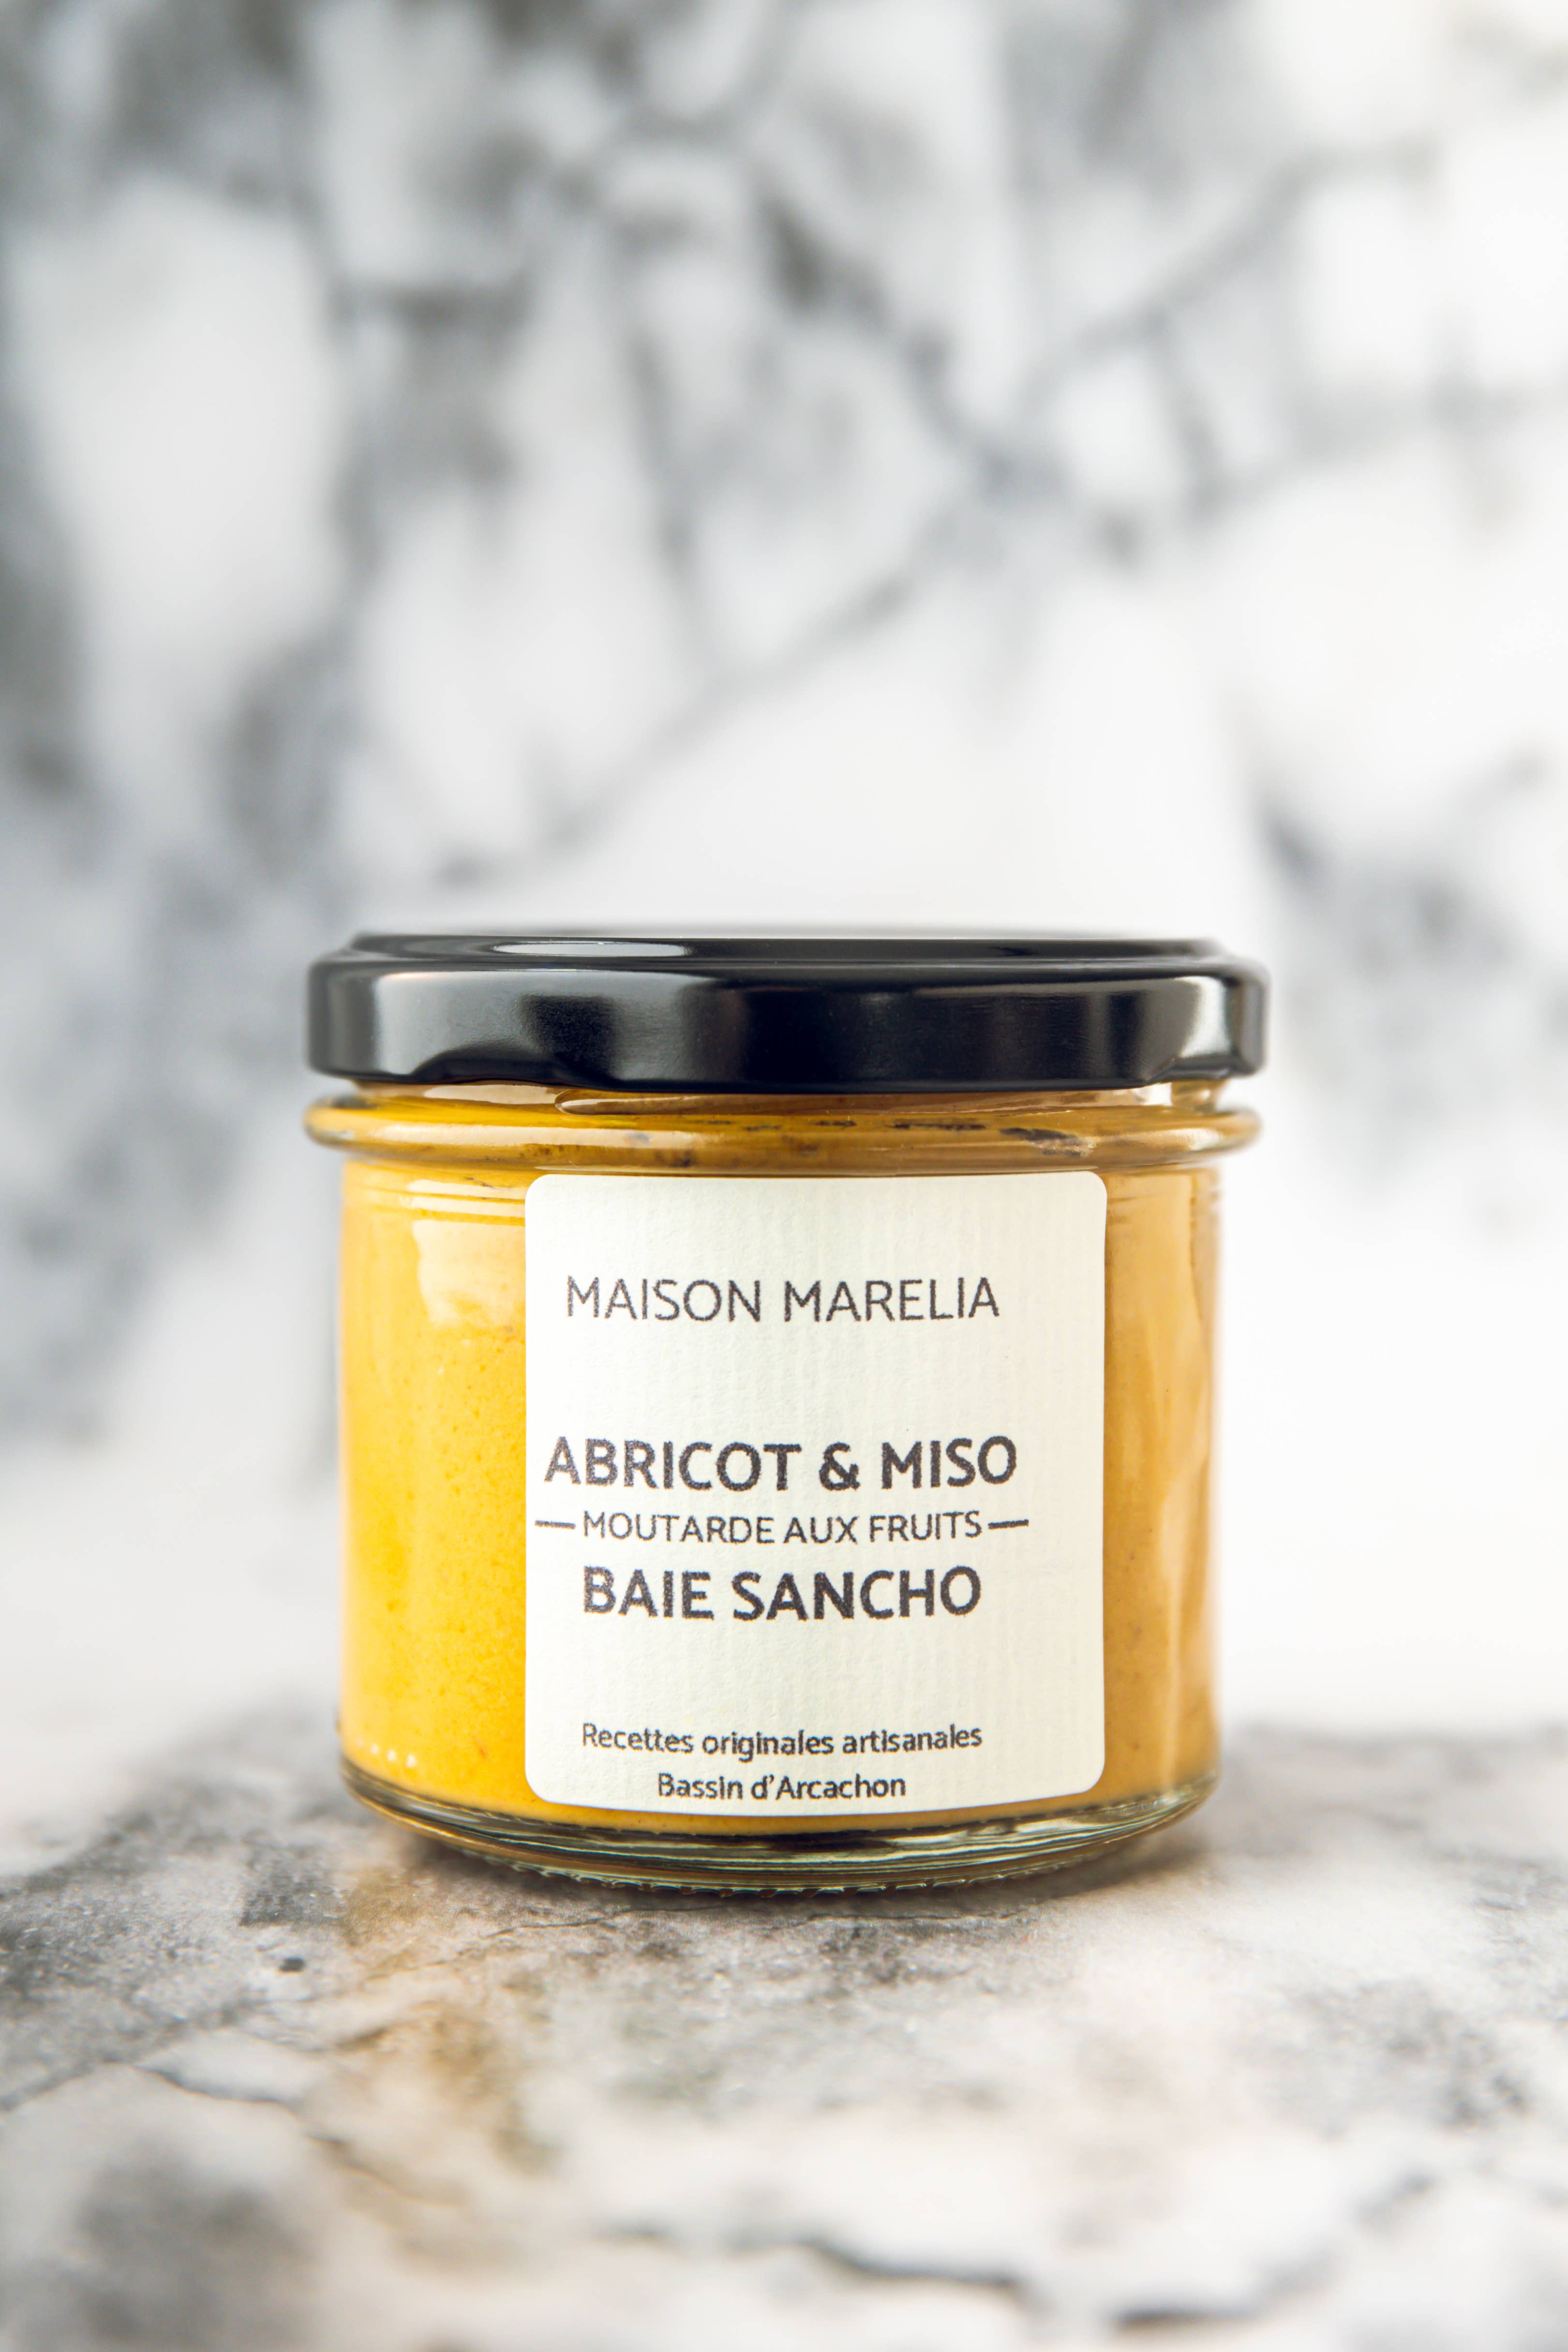 MAISON MARELIA
ABRICOT & MISO
—MOUTARDE AUX FRUITS—
BAIE SANCHO
Recettes originales artisanales
Bassin d'Arcachon